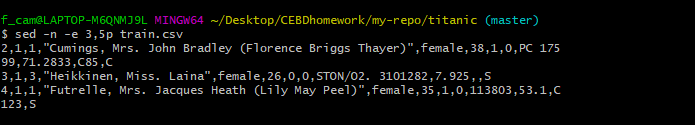 f_cam@LAPTOP-M6QNMJ9L MINGW64 ~/Desktop/CEBDhomework/my-repo/titanic (master)
$ sed -n -e 3,5p train.csv
2,1,1,"Cumings, Mrs. John Bradley (Florence Briggs Thayer)",female,38,1,0,PC 175
99,71.2833,C85,C
3,1,3,"Heikkinen, Miss. Laina",female,26,0,0,STON/O2. 3101282,7.925,,S
4,1,1,"Futrelle, Mrs. Jacques Heath (Lily May Peel)",female,35,1,0,113803,53.1,C
123,S